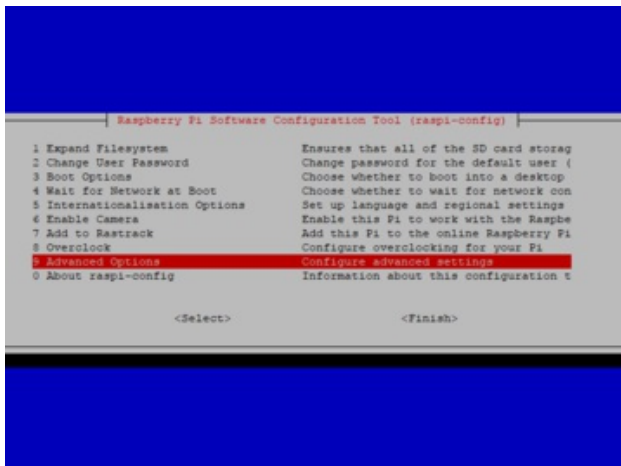 Raspberry Pi Software Configuration Tool (raspi-config)
1 Expand Filesystem Ensures that all of the SD card storag
2 Change User Password Change password for the default user (
3 Boot Options Choose whether to boot into a desktop
4 Wait for Network at Boot Choose whether to wait for network con
5 Internationalisation Options Set up language and regional settings
6 Enable Camera Enable this Pi to work with the Raspbe
7 Add to Rastrack Add this Pi to the online Raspberry Pi
8 Overclock Configure overclocking for your Pi
9 Advanced Options Configure advanced settings
0 About raspi-config Information about this configuration t
<Select> <Finish>